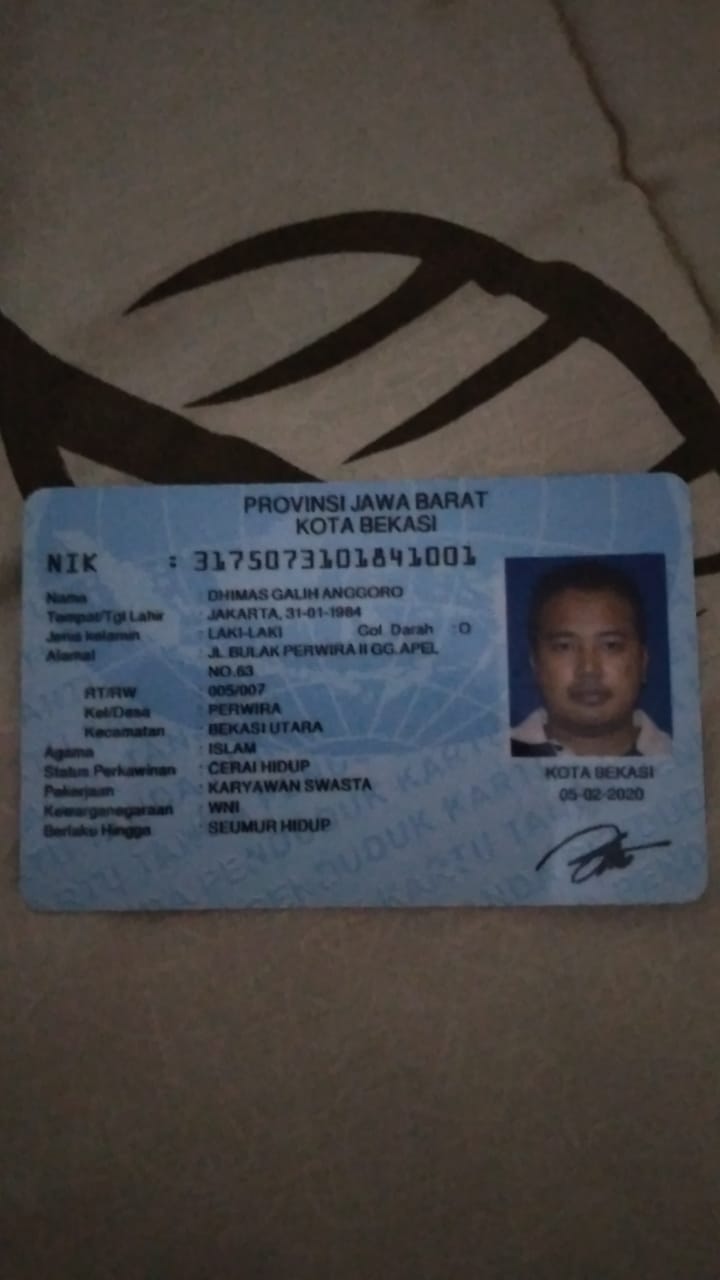 PROVINSI JAWA BARAT
KOTA BEKASI
NIK : 3175073101841001
Nama : DHIMAS GALIH ANGGORO
Tempat/Tgl Lahir : JAKARTA, 31-01-1984
Jenis kelamin : LAKI-LAKI Gol. Darah : O
Alamat : JL. BULAK PERWIRA II GG.APEL
NO.63
RT/RW : 005/007
Kel/Desa : PERWIRA
Kecamatan : BEKASI UTARA
Agama : ISLAM
Status Perkawinan : CERAI HIDUP
Pekerjaan : KARYAWAN SWASTA
Kewarganegaraan : WNI
Berlaku Hingga : SEUMUR HIDUP
KOTA BEKASI
05-02-2020